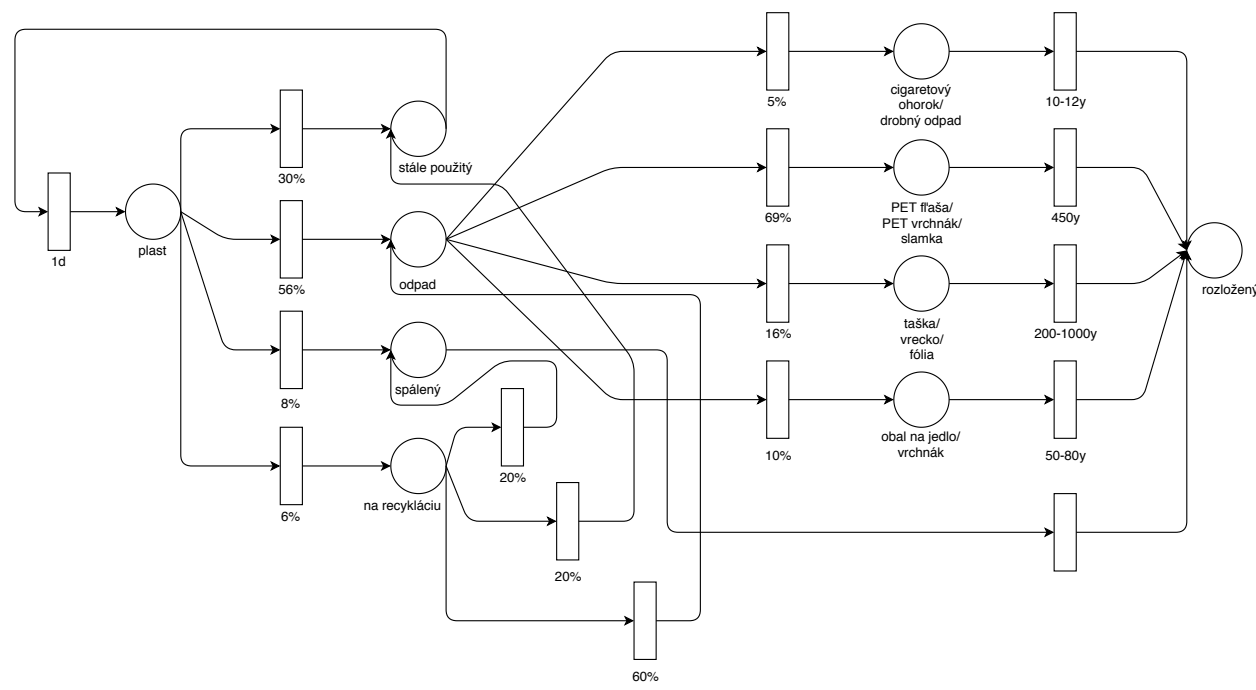 5%
cigaretový
ohorok/
drobný odpad
10-12y
30%
stále použitý
69%
PET fľaša/
PET vrchnák/
slamka
450y
1d
plast
56%
odpad
rozložený
16%
taška/
vrecko/
fólia
200-1000y
8%
spálený
10%
obal na jedlo/
vrchnák
50-80y
6%
na recykláciu
20%
20%
60%